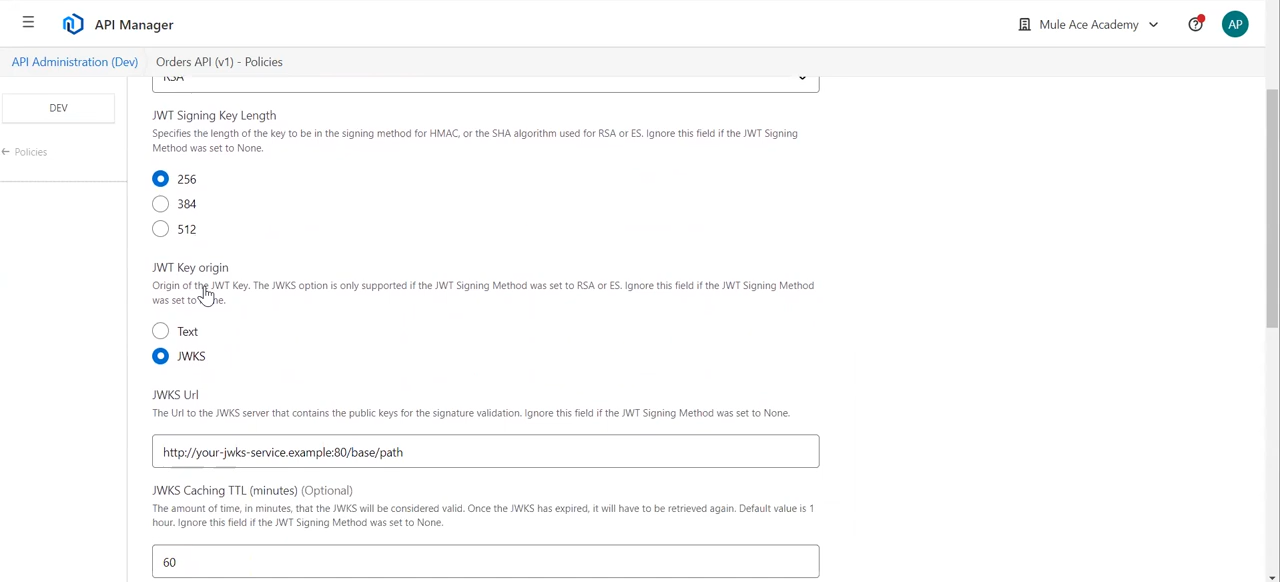 API Manager
Mule Ace Academy
AP
API Administration (Dev)
Orders API (v1) - Policies
RSA
DEV
JWT Signing Key Length
Specifies the length of the key to be in the signing method for HMAC, or the SHA algorithm used for RSA or ES. Ignore this field if the JWT Signing
Method was set to None.
← Policies
256
384
512
JWT Key origin
Origin of the JWT Key. The JWKS option is only supported if the JWT Signing Method was set to RSA or ES. Ignore this field if the JWT Signing Method
was set to None.
Text
JWKS
JWKS Url
The Url to the JWKS server that contains the public keys for the signature validation. Ignore this field if the JWT Signing Method was set to None.
http://your-jwks-service.example:80/base/path
JWKS Caching TTL (minutes) (Optional)
The amount of time, in minutes, that the JWKS will be considered valid. Once the JWKS has expired, it will have to be retrieved again. Default value is 1
hour. Ignore this field if the JWT Signing Method was set to None.
60